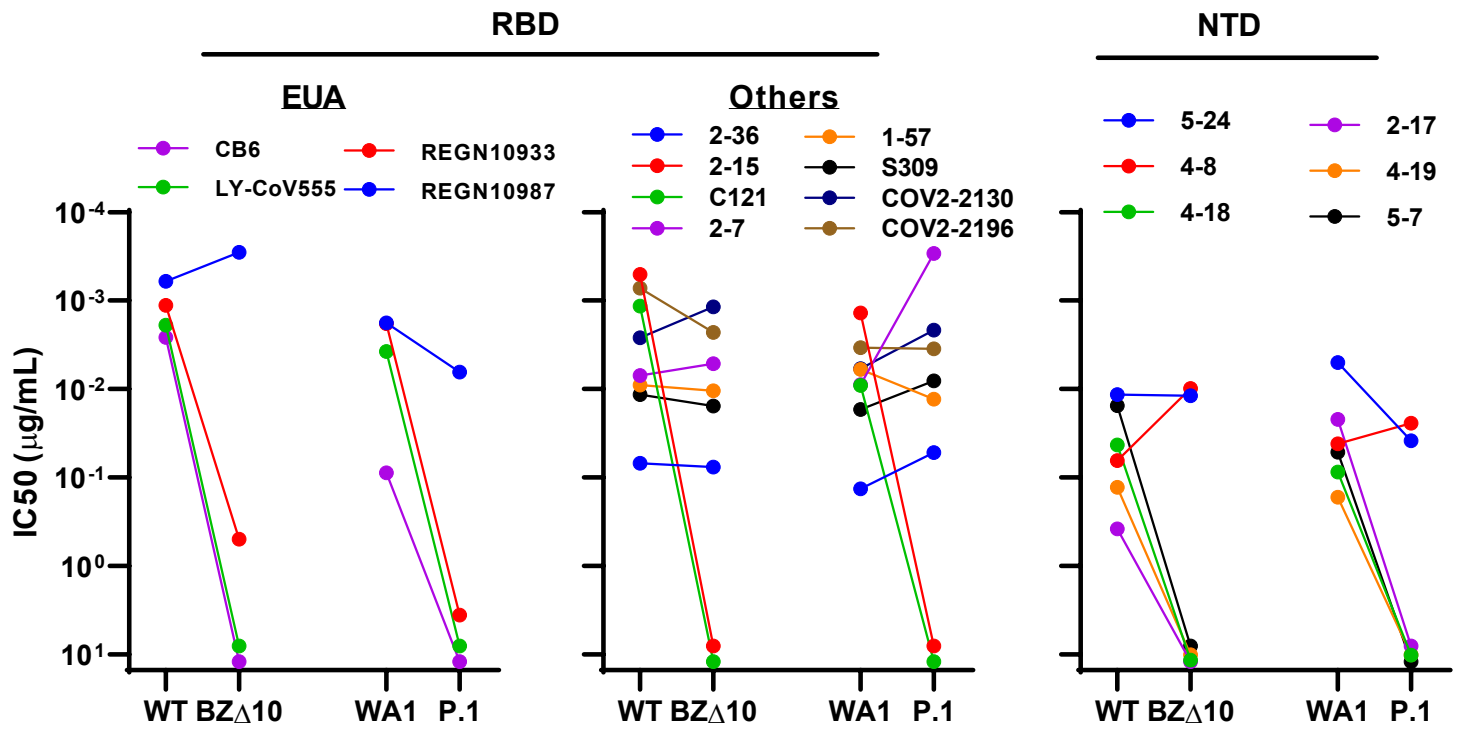 RBD
NTD
EUA
Others
CB6
REGN10933
LY-CoV555
REGN10987
2-36
1-57
2-15
S309
C121
COV2-2130
2-7
COV2-2196
5-24
2-17
4-8
4-19
4-18
5-7
IC50 (μg/mL)
10⁻⁴
10⁻³
10⁻²
10⁻¹
10⁰
10¹
WT BZΔ10 WA1 P.1
WT BZΔ10 WA1 P.1
WT BZΔ10 WA1 P.1